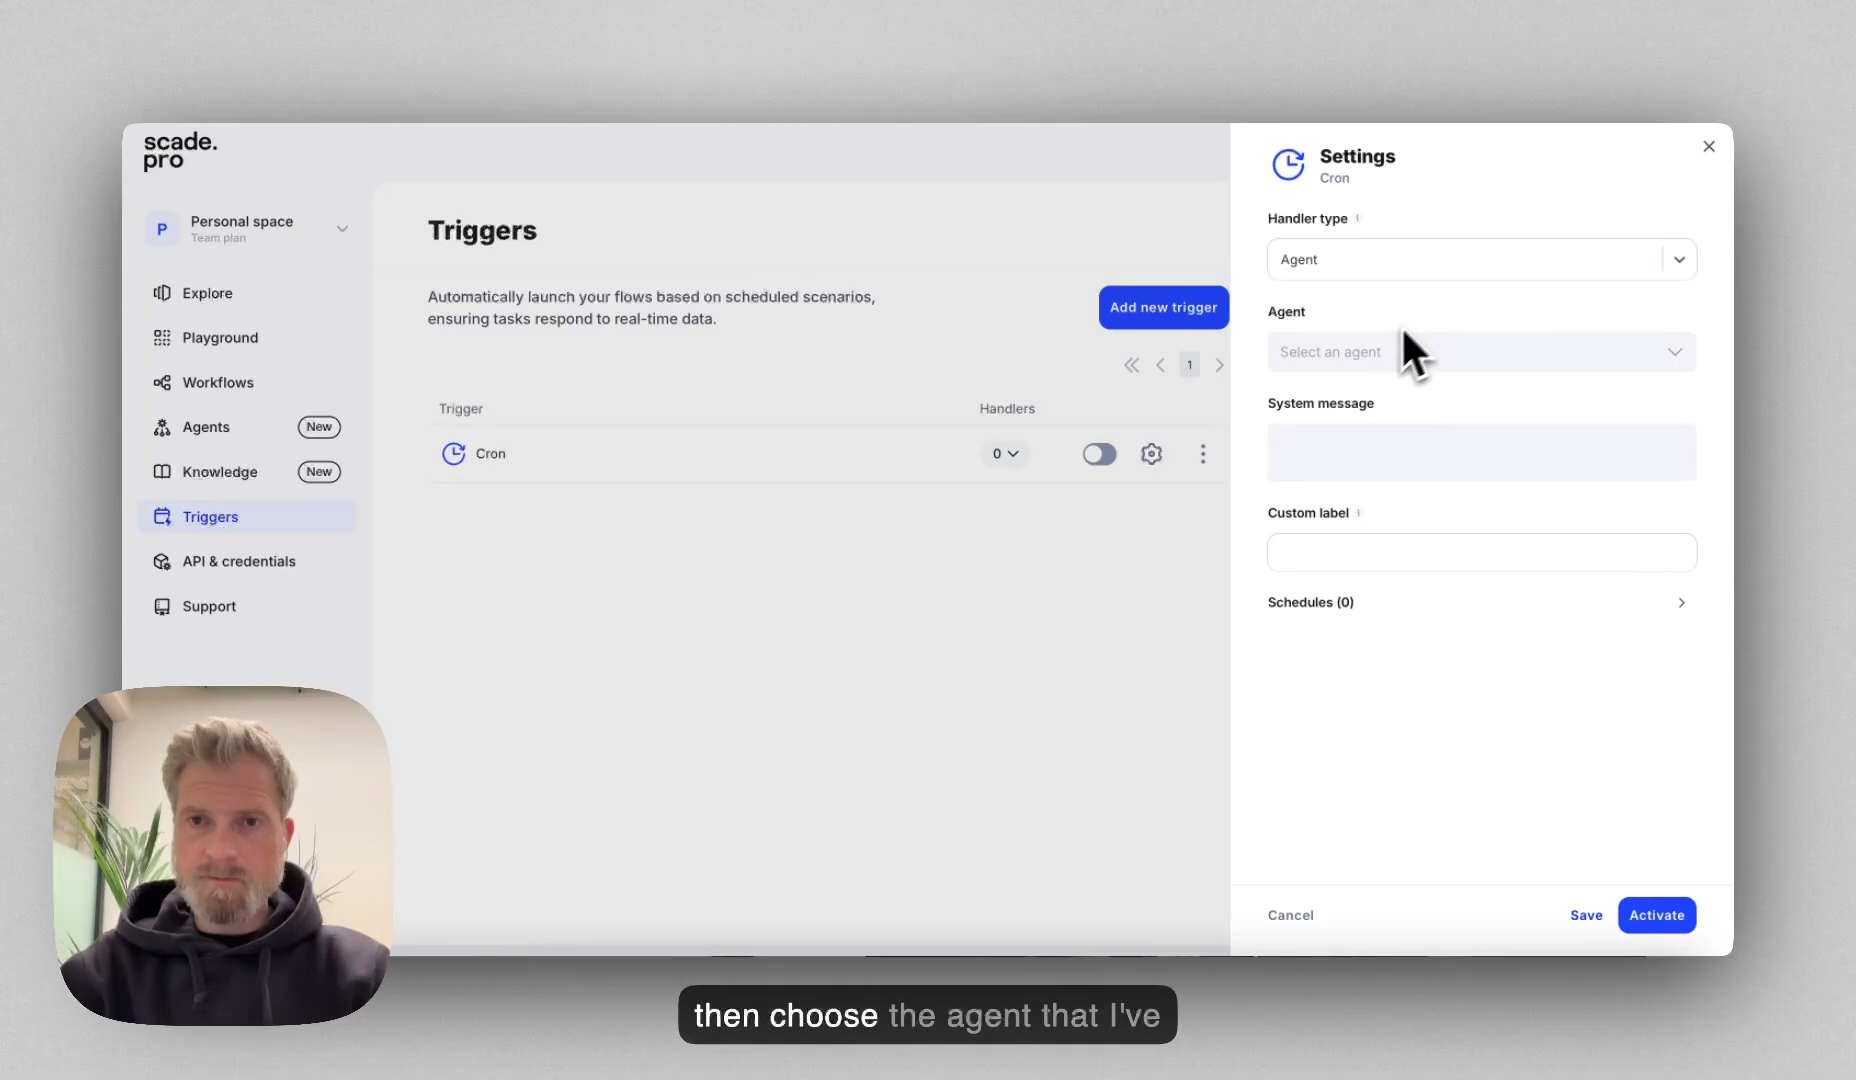 scade.
pro
P
Personal space
Team plan
Explore
Playground
Workflows
Agents
New
Knowledge
New
Triggers
API & credentials
Support
Triggers
Automatically launch your flows based on scheduled scenarios,
ensuring tasks respond to real-time data.
Add new trigger
1
Trigger
Handlers
Cron
0
Settings
Cron
Handler type
Agent
Agent
Select an agent
System message
Custom label
Schedules (0)
Cancel
Save
Activate
then choose the agent that I've